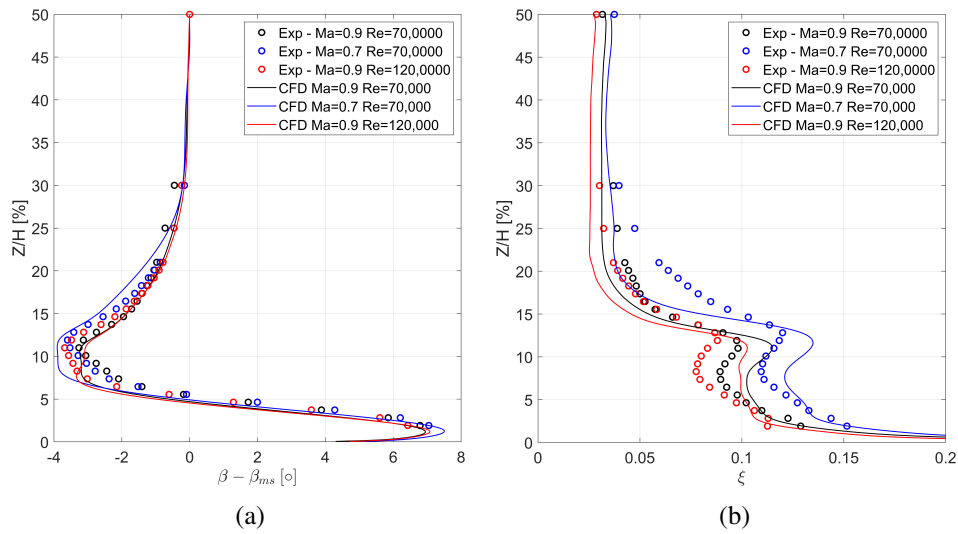 50
45
40
35
30
25
20
15
10
5
0
Z/H [%]
Exp - Ma=0.9 Re=70,0000
Exp - Ma=0.7 Re=70,0000
Exp - Ma=0.9 Re=120,0000
CFD Ma=0.9 Re=70,000
CFD Ma=0.7 Re=70,000
CFD Ma=0.9 Re=120,000
-4 -2 0 2 4 6 8
β − βms [∘]
(a)
50
45
40
35
30
25
20
15
10
5
0
Z/H [%]
Exp - Ma=0.9 Re=70,0000
Exp - Ma=0.7 Re=70,0000
Exp - Ma=0.9 Re=120,0000
CFD Ma=0.9 Re=70,000
CFD Ma=0.7 Re=70,000
CFD Ma=0.9 Re=120,000
0 0.05 0.1 0.15 0.2
ξ
(b)